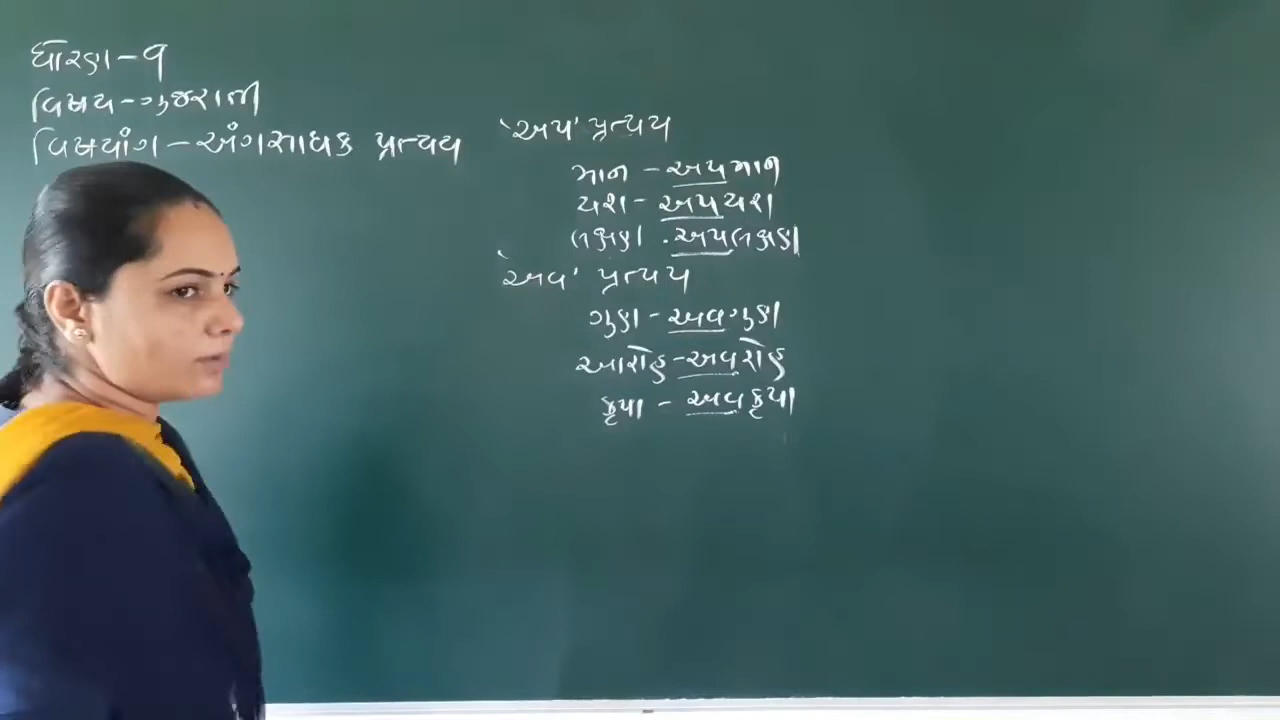 ધોરણ - ૯
વિષય - ગુજરાતી
વિષયાંગ - અંગસાધક પ્રત્યય
'અપ' પ્રત્યય
માન - અપમાન
યશ - અપયશ
લક્ષણ - અપલક્ષણ
'અવ' પ્રત્યય
ગુણ - અવગુણ
આરોહ - અવરોહ
કૃપા - અવકૃપા